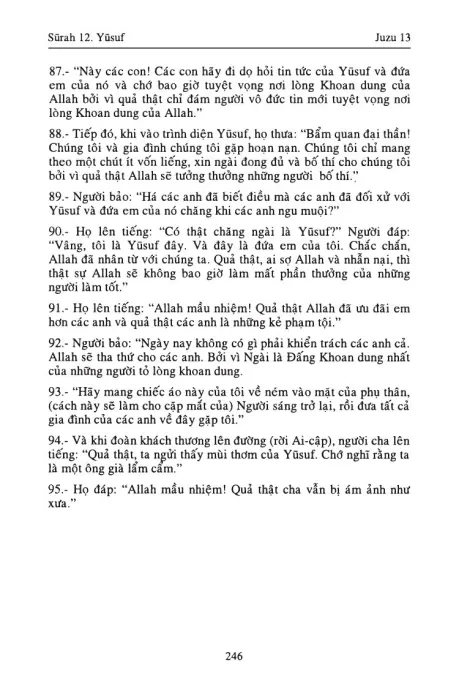 Sūrah 12. Yūsuf
Juzu 13
87.- “Này các con! Các con hãy đi dọ hỏi tin tức của Yūsuf và đứa
em của nó và chớ bao giờ tuyệt vọng nơi lòng Khoan dung của
Allah bởi vì quả thật chỉ đám người vô đức tin mới tuyệt vọng nơi
lòng Khoan dung của Allah.”
88.- Tiếp đó, khi vào trình diện Yūsuf, họ thưa: “Bẩm quan đại thần!
Chúng tôi và gia đình chúng tôi gặp hoạn nạn. Chúng tôi chỉ mang
theo một chút ít vốn liếng, xin ngài đong đủ và bố thí cho chúng tôi
bởi vì quả thật Allah sẽ tưởng thưởng những người bố thí.”
89.- Người bảo: “Há các anh đã biết điều mà các anh đã đối xử với
Yūsuf và đứa em của nó chăng khi các anh ngu muội?”
90.- Họ lên tiếng: “Có thật chăng ngài là Yūsuf?” Người đáp:
“Vâng, tôi là Yūsuf đây. Và đây là đứa em của tôi. Chắc chắn,
Allah đã nhân từ với chúng ta. Quả thật, ai sợ Allah và nhẫn nại, thì
thật sự Allah sẽ không bao giờ làm mất phần thưởng của những
người làm tốt.”
91.- Họ lên tiếng: “Allah mầu nhiệm! Quả thật Allah đã ưu đãi em
hơn các anh và quả thật các anh là những kẻ phạm tội.”
92.- Người bảo: “Ngày nay không có gì phải khiển trách các anh cả.
Allah sẽ tha thứ cho các anh. Bởi vì Ngài là Đấng Khoan dung nhất
của những người tỏ lòng khoan dung.
93.- “Hãy mang chiếc áo này của tôi về ném vào mặt của phụ thân,
(cách này sẽ làm cho cặp mắt của) Người sáng trở lại, rồi đưa tất cả
gia đình của các anh về đây gặp tôi.”
94.- Và khi đoàn khách thương lên đường (rời Ai-cập), người cha lên
tiếng: “Quả thật, ta ngửi thấy mùi thơm của Yūsuf. Chớ nghĩ rằng ta
là một ông già lẩm cẩm.”
95.- Họ đáp: “Allah mầu nhiệm! Quả thật cha vẫn bị ám ảnh như
xưa.”
246